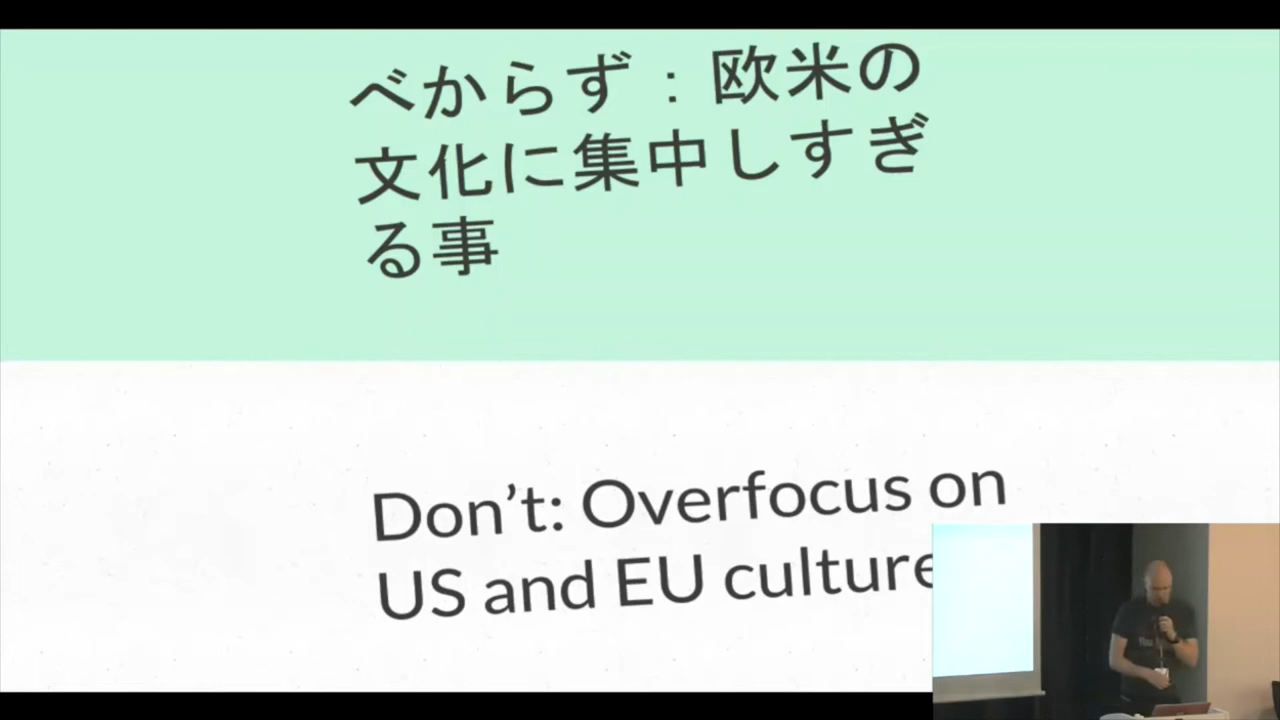 べからず：欧米の
文化に集中しすぎ
る事
Don't: Overfocus on
US and EU culture